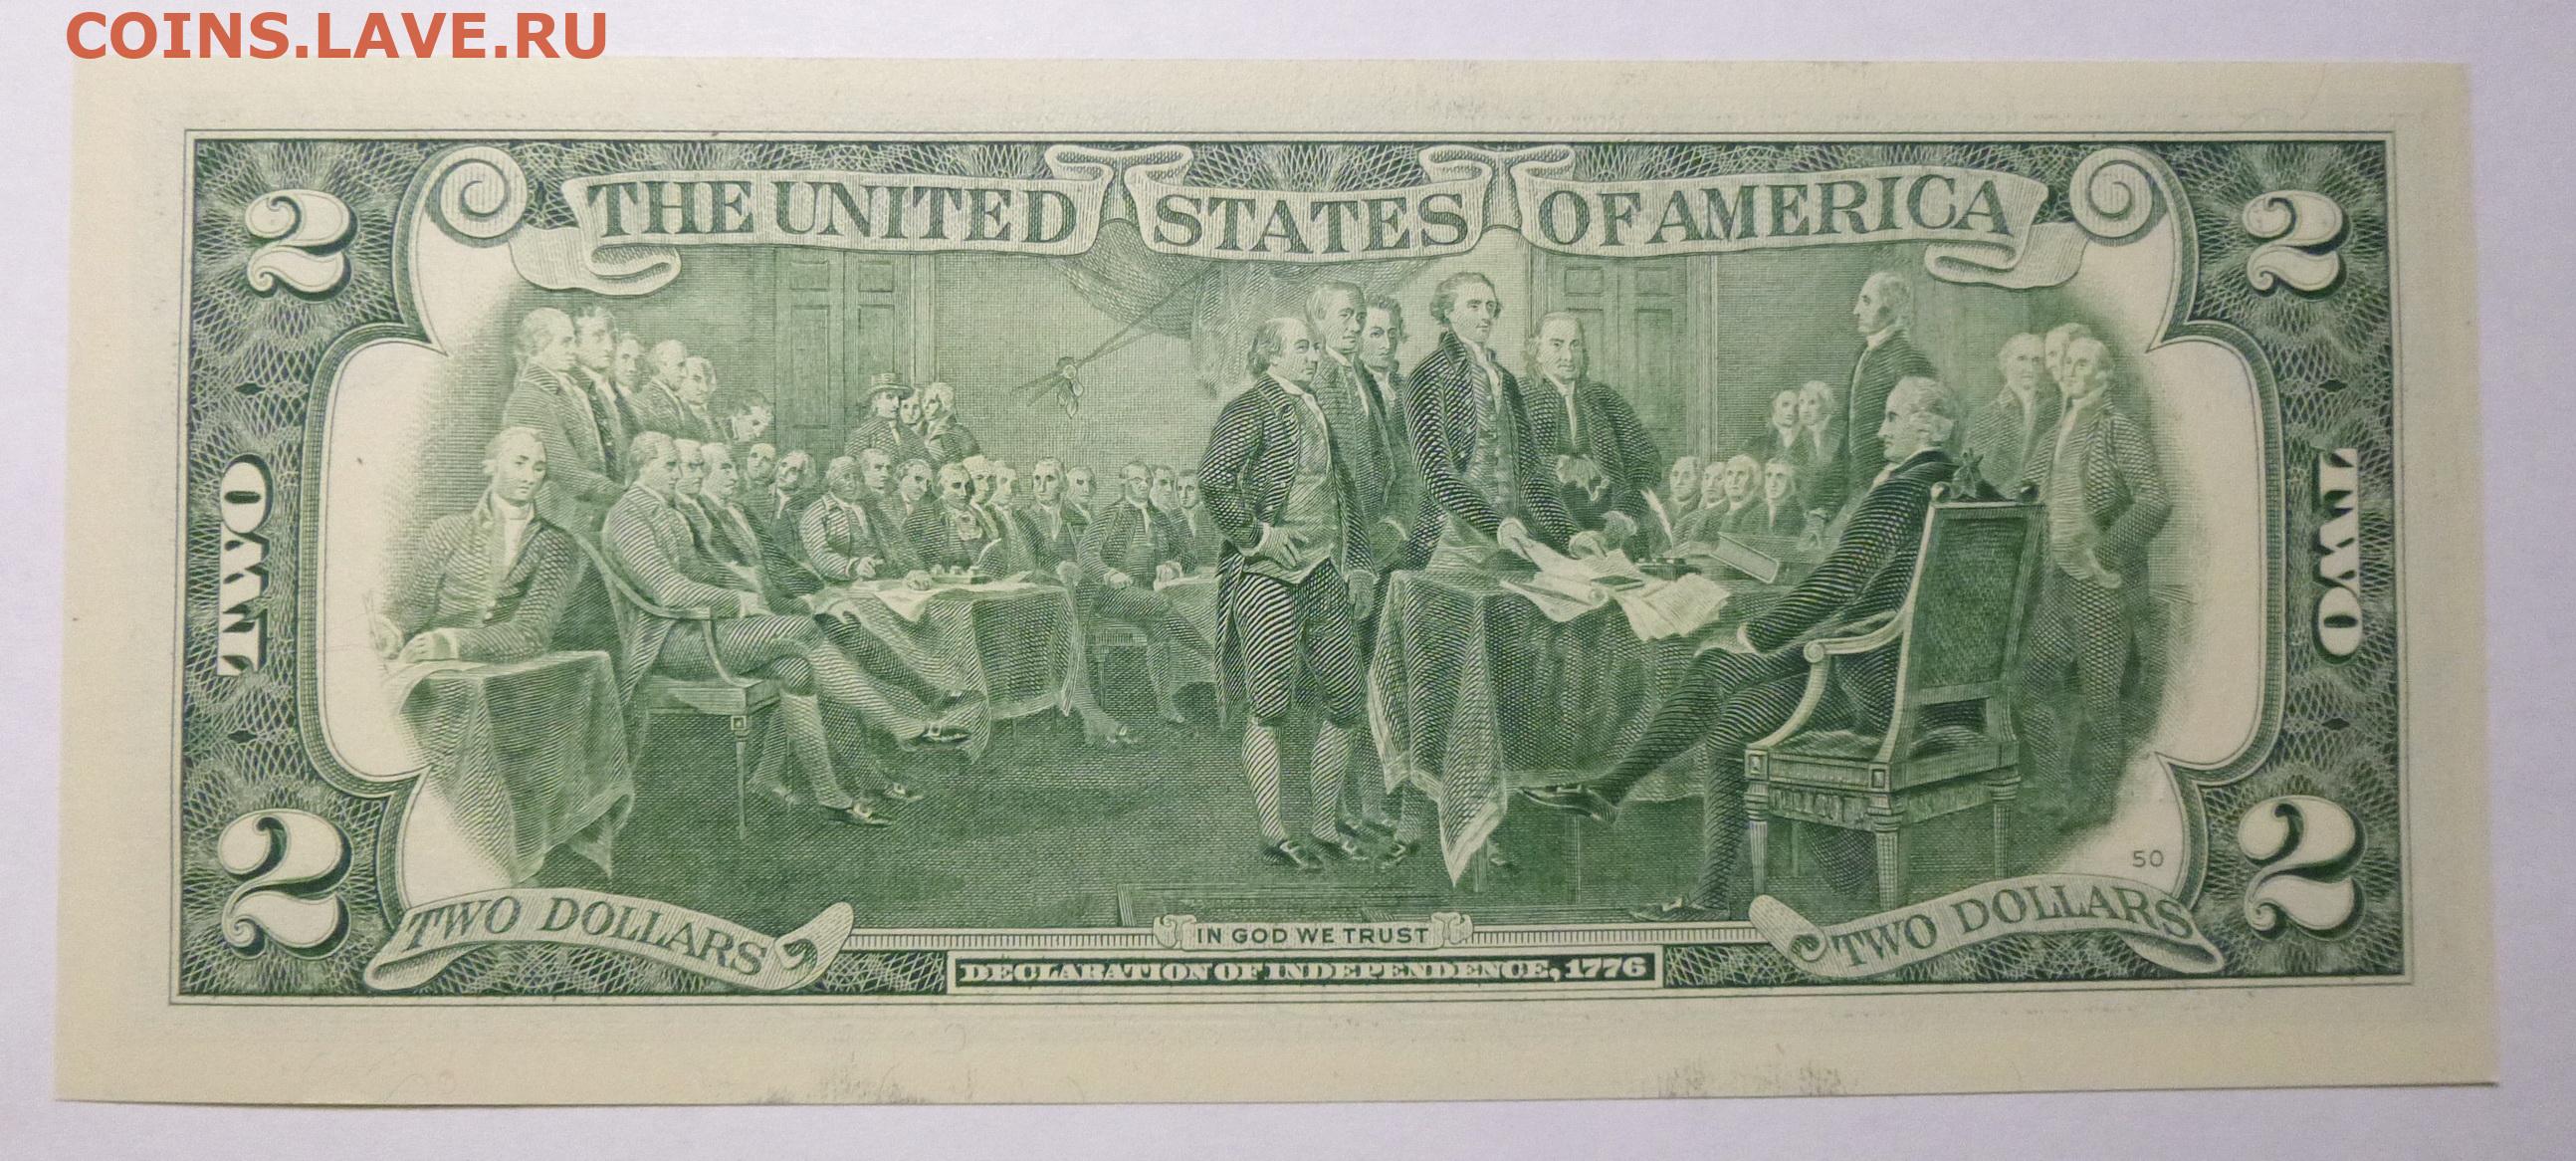 COINS.LAVE.RU
THE UNITED STATES OF AMERICA
2 2
TWO TWO
2 2
50
TWO DOLLARS TWO DOLLARS
IN GOD WE TRUST
DECLARATION OF INDEPENDENCE, 1776